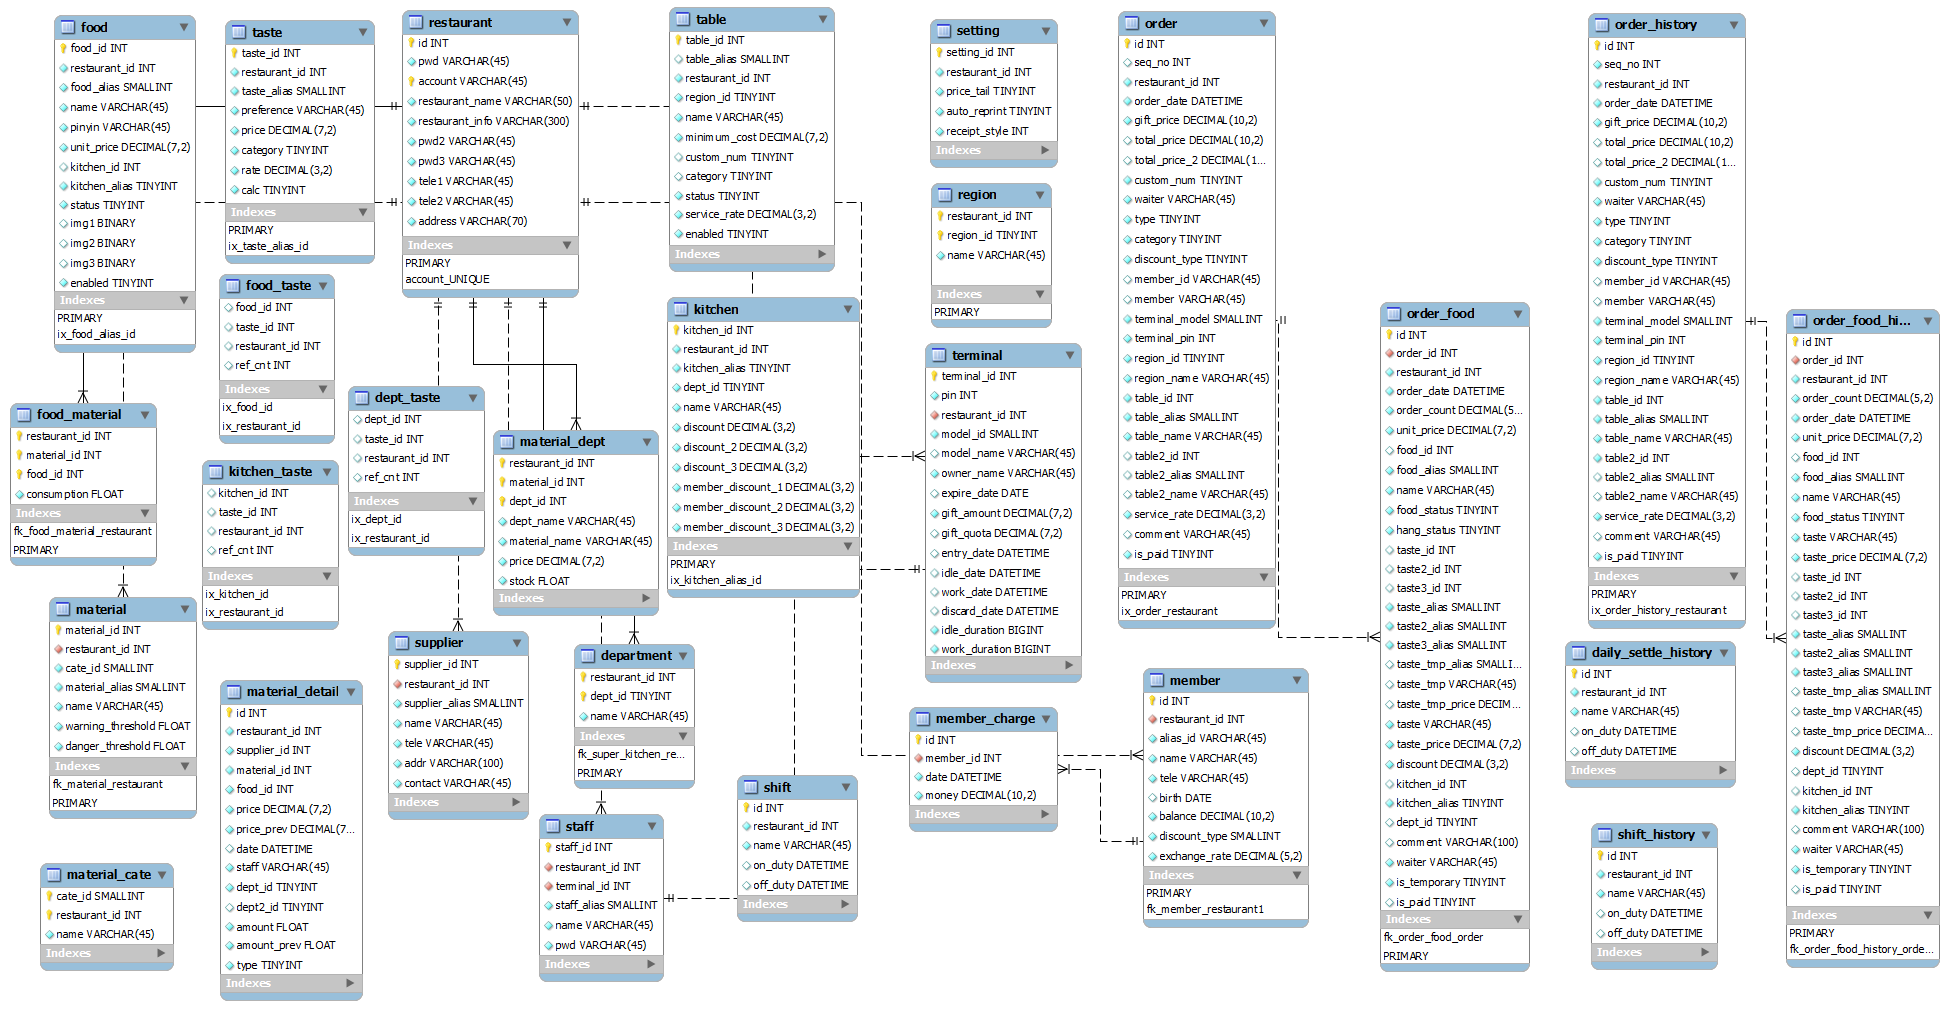 food
food_id INT
restaurant_id INT
food_alias SMALLINT
name VARCHAR(45)
pinyin VARCHAR(45)
unit_price DECIMAL(7,2)
kitchen_id INT
kitchen_alias TINYINT
status TINYINT
img1 BINARY
img2 BINARY
img3 BINARY
enabled TINYINT
Indexes
PRIMARY
ix_food_alias_id
taste
taste_id INT
restaurant_id INT
taste_alias SMALLINT
preference VARCHAR(45)
price DECIMAL(7,2)
category TINYINT
rate DECIMAL(3,2)
calc TINYINT
Indexes
PRIMARY
ix_taste_alias_id
restaurant
id INT
pwd VARCHAR(45)
account VARCHAR(45)
restaurant_name VARCHAR(50)
restaurant_info VARCHAR(300)
pwd2 VARCHAR(45)
pwd3 VARCHAR(45)
tele1 VARCHAR(45)
tele2 VARCHAR(45)
address VARCHAR(70)
Indexes
PRIMARY
account_UNIQUE
table
table_id INT
table_alias SMALLINT
restaurant_id INT
region_id TINYINT
name VARCHAR(45)
minimum_cost DECIMAL(7,2)
custom_num TINYINT
category TINYINT
status TINYINT
service_rate DECIMAL(3,2)
enabled TINYINT
Indexes
setting
setting_id INT
restaurant_id INT
price_tail TINYINT
auto_reprint TINYINT
receipt_style INT
Indexes
region
restaurant_id INT
region_id TINYINT
name VARCHAR(45)
Indexes
PRIMARY
order
id INT
seq_no INT
restaurant_id INT
order_date DATETIME
gift_price DECIMAL(10,2)
total_price DECIMAL(10,2)
total_price_2 DECIMAL(1...
custom_num TINYINT
waiter VARCHAR(45)
type TINYINT
category TINYINT
discount_type TINYINT
member_id VARCHAR(45)
member VARCHAR(45)
terminal_model SMALLINT
terminal_pin INT
region_id TINYINT
region_name VARCHAR(45)
table_id INT
table_alias SMALLINT
table_name VARCHAR(45)
table2_id INT
table2_alias SMALLINT
table2_name VARCHAR(45)
service_rate DECIMAL(3,2)
comment VARCHAR(45)
is_paid TINYINT
Indexes
PRIMARY
ix_order_restaurant
order_history
id INT
seq_no INT
restaurant_id INT
order_date DATETIME
gift_price DECIMAL(10,2)
total_price DECIMAL(10,2)
total_price_2 DECIMAL(1...
custom_num TINYINT
waiter VARCHAR(45)
type TINYINT
category TINYINT
discount_type TINYINT
member_id VARCHAR(45)
member VARCHAR(45)
terminal_model SMALLINT
terminal_pin INT
region_id TINYINT
region_name VARCHAR(45)
table_id INT
table_alias SMALLINT
table_name VARCHAR(45)
table2_id INT
table2_alias SMALLINT
table2_name VARCHAR(45)
service_rate DECIMAL(3,2)
comment VARCHAR(45)
is_paid TINYINT
Indexes
PRIMARY
ix_order_history_restaurant
food_taste
food_id INT
taste_id INT
restaurant_id INT
ref_cnt INT
Indexes
ix_food_id
ix_restaurant_id
kitchen
kitchen_id INT
restaurant_id INT
kitchen_alias TINYINT
dept_id TINYINT
name VARCHAR(45)
discount DECIMAL(3,2)
discount_2 DECIMAL(3,2)
discount_3 DECIMAL(3,2)
member_discount_1 DECIMAL(3,2)
member_discount_2 DECIMAL(3,2)
member_discount_3 DECIMAL(3,2)
Indexes
PRIMARY
ix_kitchen_alias_id
terminal
terminal_id INT
pin INT
restaurant_id INT
model_id SMALLINT
model_name VARCHAR(45)
owner_name VARCHAR(45)
expire_date DATE
gift_amount DECIMAL(7,2)
gift_quota DECIMAL(7,2)
entry_date DATETIME
idle_date DATETIME
work_date DATETIME
discard_date DATETIME
idle_duration BIGINT
work_duration BIGINT
Indexes
order_food
id INT
order_id INT
restaurant_id INT
order_date DATETIME
order_count DECIMAL(5...
unit_price DECIMAL(7,2)
food_id INT
food_alias SMALLINT
name VARCHAR(45)
food_status TINYINT
hang_status TINYINT
taste_id INT
taste2_id INT
taste3_id INT
taste_alias SMALLINT
taste2_alias SMALLINT
taste3_alias SMALLINT
taste_tmp_alias SMALLI...
taste_tmp VARCHAR(45)
taste_tmp_price DECIM...
taste VARCHAR(45)
taste_price DECIMAL(7,2)
discount DECIMAL(3,2)
kitchen_id INT
kitchen_alias TINYINT
dept_id TINYINT
comment VARCHAR(100)
waiter VARCHAR(45)
is_temporary TINYINT
is_paid TINYINT
Indexes
fk_order_food_order
PRIMARY
order_food_hi...
id INT
order_id INT
restaurant_id INT
order_count DECIMAL(5,2)
order_date DATETIME
unit_price DECIMAL(7,2)
food_id INT
food_alias SMALLINT
name VARCHAR(45)
food_status TINYINT
taste VARCHAR(45)
taste_price DECIMAL(7,2)
taste_id INT
taste2_id INT
taste3_id INT
taste_alias SMALLINT
taste2_alias SMALLINT
taste3_alias SMALLINT
taste_tmp_alias SMALLINT
taste_tmp VARCHAR(45)
taste_tmp_price DECIMA...
discount DECIMAL(3,2)
dept_id TINYINT
kitchen_id INT
kitchen_alias TINYINT
comment VARCHAR(100)
waiter VARCHAR(45)
is_temporary TINYINT
is_paid TINYINT
Indexes
PRIMARY
fk_order_food_history_orde...
food_material
restaurant_id INT
material_id INT
food_id INT
consumption FLOAT
Indexes
fk_food_material_restaurant
PRIMARY
kitchen_taste
kitchen_id INT
taste_id INT
restaurant_id INT
ref_cnt INT
Indexes
ix_kitchen_id
ix_restaurant_id
dept_taste
dept_id INT
taste_id INT
restaurant_id INT
ref_cnt INT
Indexes
ix_dept_id
ix_restaurant_id
material_dept
restaurant_id INT
material_id INT
dept_id INT
dept_name VARCHAR(45)
material_name VARCHAR(45)
price DECIMAL(7,2)
stock FLOAT
Indexes
material
material_id INT
restaurant_id INT
cate_id SMALLINT
material_alias SMALLINT
name VARCHAR(45)
warning_threshold FLOAT
danger_threshold FLOAT
Indexes
fk_material_restaurant
PRIMARY
material_detail
id INT
restaurant_id INT
supplier_id INT
material_id INT
food_id INT
price DECIMAL(7,2)
price_prev DECIMAL(7...
date DATETIME
staff VARCHAR(45)
dept_id TINYINT
dept2_id TINYINT
amount FLOAT
amount_prev FLOAT
type TINYINT
Indexes
supplier
supplier_id INT
restaurant_id INT
supplier_alias SMALLINT
name VARCHAR(45)
tele VARCHAR(45)
addr VARCHAR(100)
contact VARCHAR(45)
Indexes
department
restaurant_id INT
dept_id TINYINT
name VARCHAR(45)
Indexes
fk_super_kitchen_re...
PRIMARY
member_charge
id INT
member_id INT
date DATETIME
money DECIMAL(10,2)
Indexes
member
id INT
restaurant_id INT
alias_id VARCHAR(45)
name VARCHAR(45)
tele VARCHAR(45)
birth DATE
balance DECIMAL(10,2)
discount_type SMALLINT
exchange_rate DECIMAL(5,2)
Indexes
PRIMARY
fk_member_restaurant1
daily_settle_history
id INT
restaurant_id INT
name VARCHAR(45)
on_duty DATETIME
off_duty DATETIME
Indexes
material_cate
cate_id SMALLINT
restaurant_id INT
name VARCHAR(45)
Indexes
staff
staff_id INT
restaurant_id INT
terminal_id INT
staff_alias SMALLINT
name VARCHAR(45)
pwd VARCHAR(45)
Indexes
shift
id INT
restaurant_id INT
name VARCHAR(45)
on_duty DATETIME
off_duty DATETIME
Indexes
shift_history
id INT
restaurant_id INT
name VARCHAR(45)
on_duty DATETIME
off_duty DATETIME
Indexes